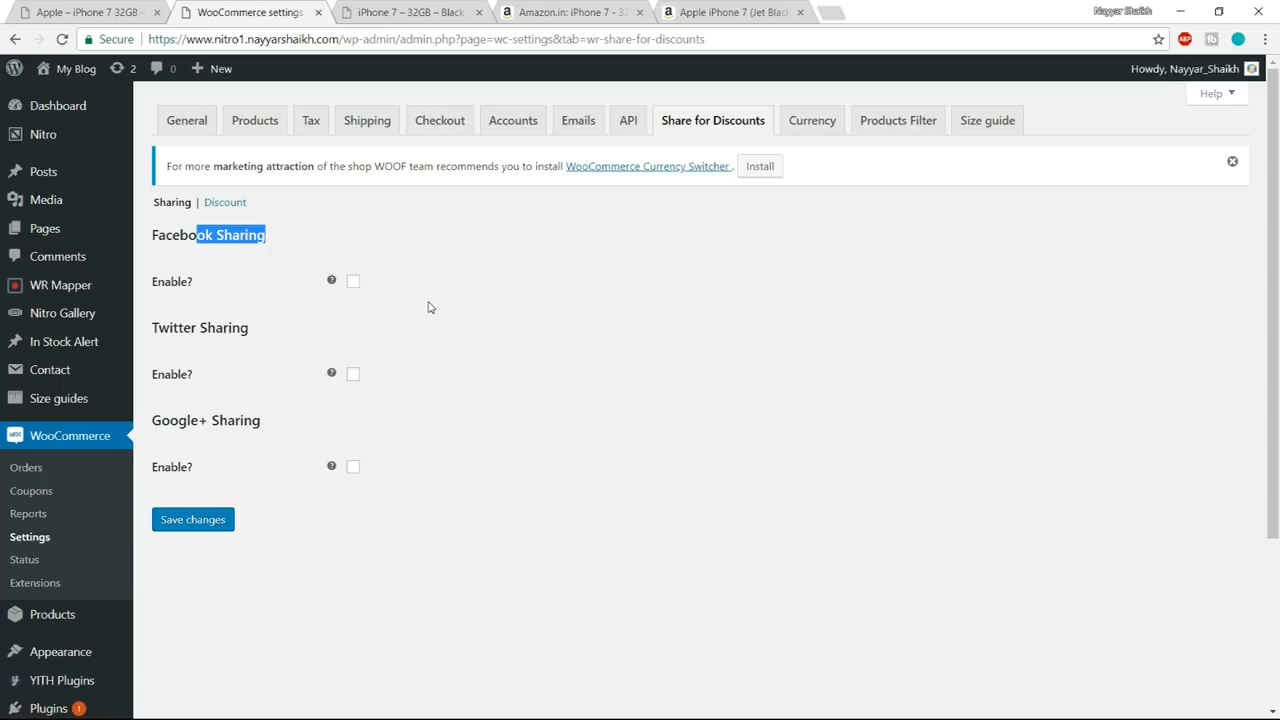 Apple – iPhone 7 32GB –
WooCommerce settings
iPhone 7 – 32GB – Black
Amazon.in: iPhone 7 - 32
Apple iPhone 7 (Jet Blac
Nayyar Shaikh
Secure
https://www.nitro1.nayyarshaikh.com/wp-admin/admin.php?page=wc-settings&tab=wr-share-for-discounts
ABP
fb
My Blog
2
0
New
Howdy, Nayyar_Shaikh
Help
Dashboard
Nitro
Posts
Media
Pages
Comments
WR Mapper
Nitro Gallery
In Stock Alert
Contact
Size guides
WooCommerce
Orders
Coupons
Reports
Settings
Status
Extensions
Products
Appearance
YITH Plugins
Plugins 1
General
Products
Tax
Shipping
Checkout
Accounts
Emails
API
Share for Discounts
Currency
Products Filter
Size guide
For more marketing attraction of the shop WOOF team recommends you to install WooCommerce Currency Switcher .
Install
Sharing | Discount
Facebook Sharing
Enable?
Twitter Sharing
Enable?
Google+ Sharing
Enable?
Save changes